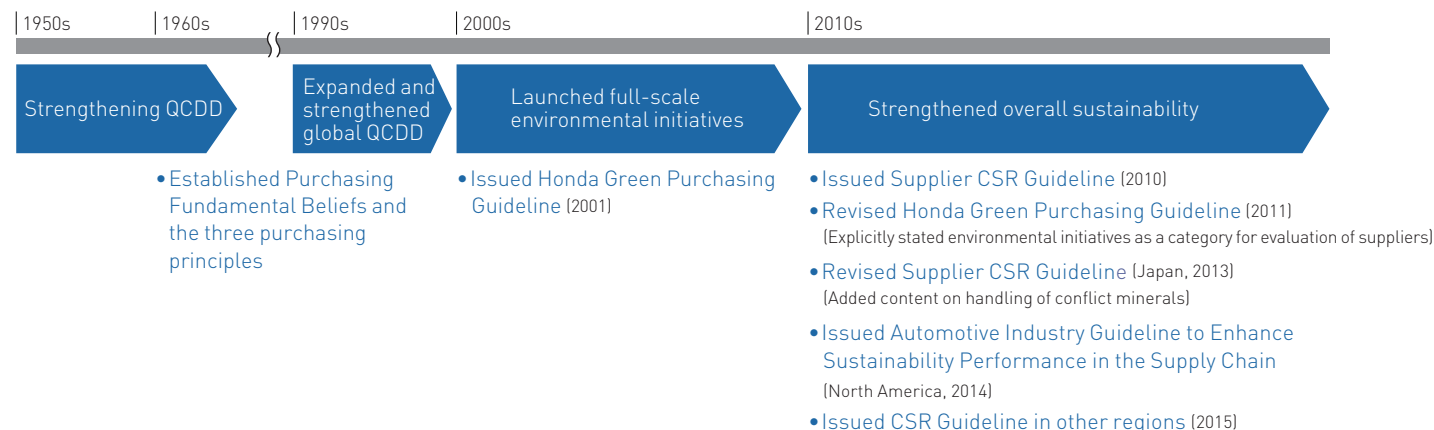 1950s
1960s
1990s
2000s
2010s
Strengthening QCDD
Expanded and
strengthened
global QCDD
Launched full-scale
environmental initiatives
Strengthened overall sustainability
•Established Purchasing
Fundamental Beliefs and
the three purchasing
principles
•Issued Honda Green Purchasing
Guideline (2001)
•Issued Supplier CSR Guideline (2010)
•Revised Honda Green Purchasing Guideline (2011)
(Explicitly stated environmental initiatives as a category for evaluation of suppliers)
•Revised Supplier CSR Guideline (Japan, 2013)
(Added content on handling of conflict minerals)
•Issued Automotive Industry Guideline to Enhance
Sustainability Performance in the Supply Chain
(North America, 2014)
•Issued CSR Guideline in other regions (2015)